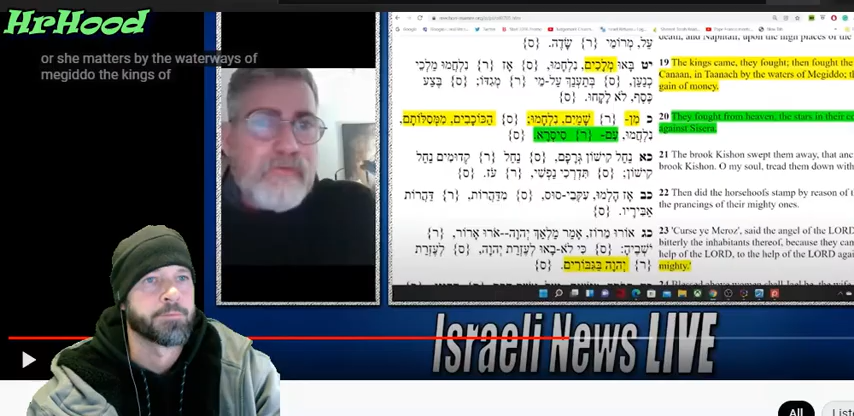 HrHood
or she matters by the waterways of
megiddo the kings of
עַל, מְרוֹמֵי {ר} שָׂדֶה. {ס}
death, and Naphtali, upon the high places of the
יט בָּאוּ מְלָכִים, נִלְחָמוּ, {ס} אָז {ר} נִלְחֲמוּ מַלְכֵי
כְנַעַן, {ס} בְּתַעְנַךְ עַל-מֵי {ר} מְגִדּוֹ; {ס} בֶּצַע
כֶּסֶף, לֹא לָקָחוּ. {ס}
19 The kings came, they fought; then fought the
Canaan, in Taanach by the waters of Megiddo; th
gain of money.
כ מִן- {ר} שָׁמַיִם, נִלְחָמוּ; {ס} הַכּוֹכָבִים, מִמְּסִלּוֹתָם,
נִלְחֲמוּ, עִם- {ר} סִיסְרָא. {ס}
20 They fought from heaven, the stars in their co
against Sisera.
כא נַחַל קִישׁוֹן גְּרָפָם, {ס} נַחַל {ר} קְדוּמִים נַחַל
קִישׁוֹן; {ס} תִּדְרְכִי נַפְשִׁי, {ר} עֹז. {ס}
21 The brook Kishon swept them away, that anc
brook Kishon. O my soul, tread them down with
כב אָז הָלְמוּ, עִקְּבֵי-סוּס, {ס} מִדַּהֲרוֹת, {ר} דַּהֲרוֹת
אַבִּירָיו. {ס}
22 Then did the horsehoofs stamp by reason of t
the prancings of their mighty ones.
כג אוֹרוּ מֵרוֹז, אָמַר מַלְאַךְ יְהוָה--אֹרוּ אָרוֹר, {ר}
יֹשְׁבֶיהָ: {ס} כִּי לֹא-בָאוּ לְעֶזְרַת יְהוָה, {ס} לְעֶזְרַת
{ר} יְהוָה בַּגִּבּוֹרִים. {ס}
23 'Curse ye Meroz', said the angel of the LORD
bitterly the inhabitants thereof, because they cam
help of the LORD, to the help of the LORD agai
mighty.'
Israeli News LIVE
All
Liste